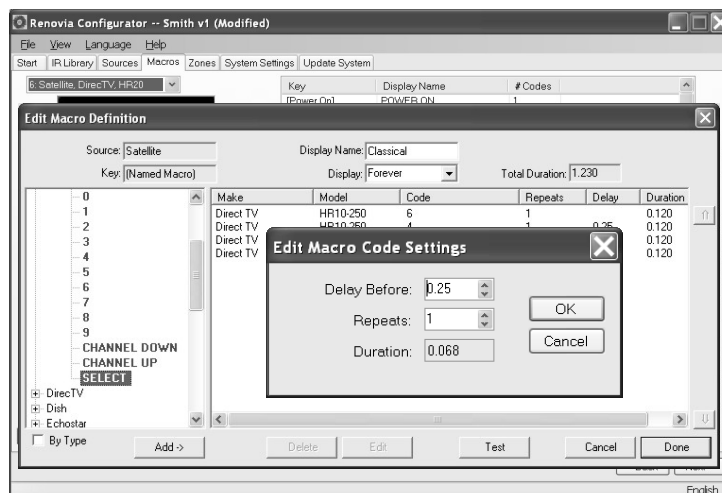 Renovia Configurator -- Smith v1 (Modified)
File View Language Help
Start IR Library Sources Macros Zones System Settings Update System
6: Satellite, DirecTV, HR20
Key Display Name # Codes
[Power On] POWER ON 1
Edit Macro Definition
Source: Satellite Display Name: Classical
Key: (Named Macro) Display: Forever Total Duration: 1.230
Make Model Code Repeats Delay Duration
Direct TV HR10-250 6 1 0.120
Direct TV HR10-250 4 1 0.25 0.120
Direct TV 0.120
Direct TV 0.120
0
1
2
3
4
5
6
7
8
9
CHANNEL DOWN
CHANNEL UP
SELECT
DirecTV
Dish
Echostar
Edit Macro Code Settings
Delay Before: 0.25
Repeats: 1
Duration: 0.068
OK
Cancel
By Type Add -> Delete Edit Test Cancel Done
English